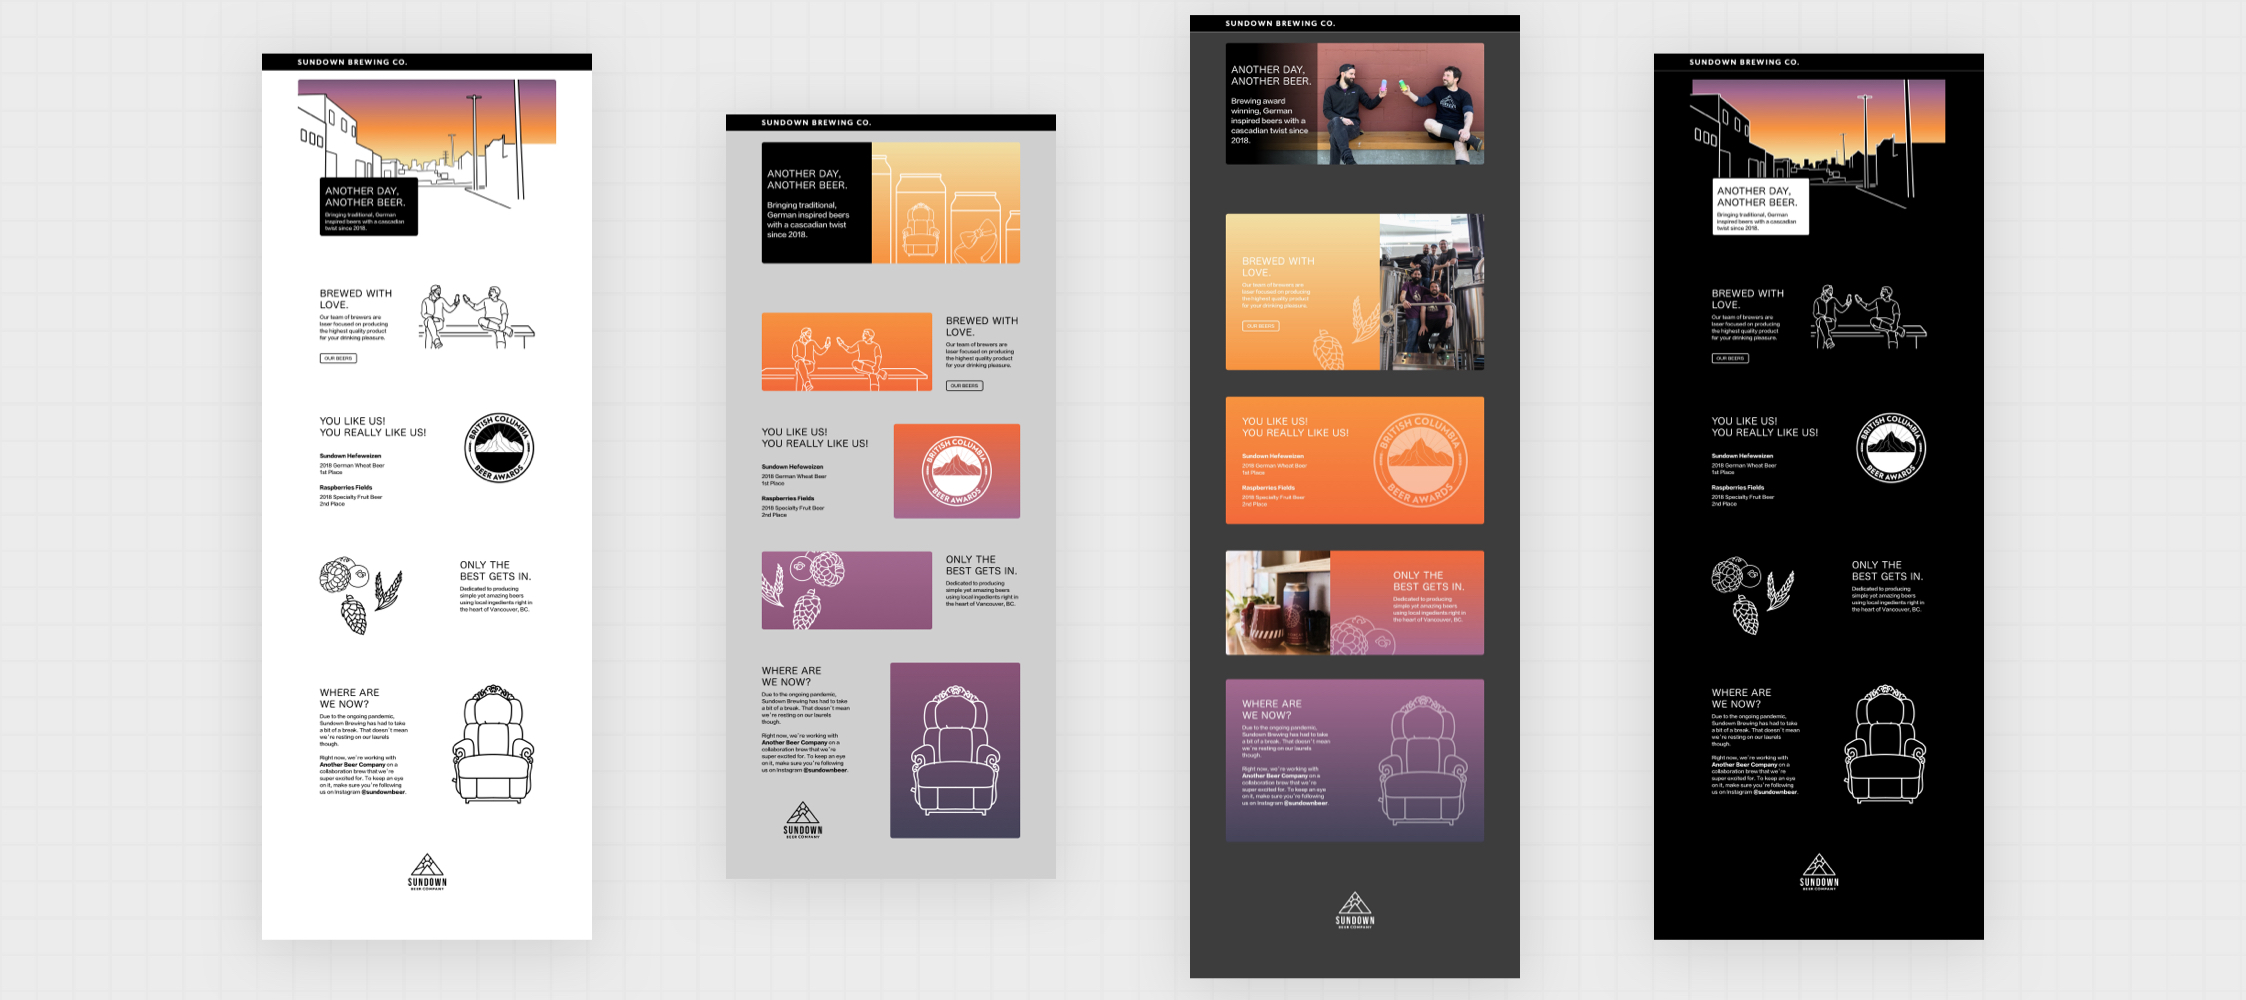 SUNDOWN BREWING CO.
ANOTHER DAY,
ANOTHER BEER.
Bringing traditional, German
inspired beers with a cascadian
twist since 2018.
BREWED WITH
LOVE.
Our team of brewers are
laser focused on producing
the highest quality product
for your drinking pleasure.
OUR BEERS
YOU LIKE US!
YOU REALLY LIKE US!
Sundown Hefeweizen
2018 German Wheat Beer
1st Place
Raspberries Fields
2018 Specialty Fruit Beer
2nd Place
BRITISH COLUMBIA
BEER AWARDS
ONLY THE
BEST GETS IN.
Dedicated to producing
simple yet amazing beers
using local ingredients right in
the heart of Vancouver, BC.
WHERE ARE
WE NOW?
Due to the ongoing pandemic,
Sundown Brewing has had to take
a bit of a break. That doesn't mean
we're resting on our laurels
though.
Right now, we're working with
Another Beer Company on a
collaboration brew that we're
super excited for. To keep an eye
on it, make sure you're following
us on Instagram @sundownbeer.
SUNDOWN
BEER COMPANY
SUNDOWN BREWING CO.
ANOTHER DAY,
ANOTHER BEER.
Bringing traditional,
German inspired beers
with a cascadian twist
since 2018.
BREWED WITH
LOVE.
Our team of brewers are
laser focused on producing
the highest quality product
for your drinking pleasure.
OUR BEERS
YOU LIKE US!
YOU REALLY LIKE US!
Sundown Hefeweizen
2018 German Wheat Beer
1st Place
Raspberries Fields
2018 Specialty Fruit Beer
2nd Place
BRITISH COLUMBIA
BEER AWARDS
ONLY THE
BEST GETS IN.
Dedicated to producing
simple yet amazing beers
using local ingredients right in
the heart of Vancouver, BC.
WHERE ARE
WE NOW?
Due to the ongoing pandemic,
Sundown Brewing has had to take
a bit of a break. That doesn't mean
we're resting on our laurels
though.
Right now, we're working with
Another Beer Company on a
collaboration brew that we're
super excited for. To keep an eye
on it, make sure you're following
us on Instagram @sundownbeer.
SUNDOWN
BEER COMPANY
SUNDOWN BREWING CO.
ANOTHER DAY,
ANOTHER BEER.
Brewing award
winning, German
inspired beers with a
cascadian twist since
2018.
BREWED WITH
LOVE.
Our team of brewers are
laser focused on producing
the highest quality product
for your drinking pleasure.
OUR BEERS
YOU LIKE US!
YOU REALLY LIKE US!
Sundown Hefeweizen
2018 German Wheat Beer
1st Place
Raspberries Fields
2018 Specialty Fruit Beer
2nd Place
BRITISH COLUMBIA
BEER AWARDS
ONLY THE
BEST GETS IN.
Dedicated to producing
simple yet amazing beers
using local ingredients right in
the heart of Vancouver, BC.
WHERE ARE
WE NOW?
Due to the ongoing pandemic,
Sundown Brewing has had to take
a bit of a break. That doesn't mean
we're resting on our laurels
though.
Right now, we're working with
Another Beer Company on a
collaboration brew that we're
super excited for. To keep an eye
on it, make sure you're following
us on Instagram @sundownbeer.
SUNDOWN
BEER COMPANY
SUNDOWN BREWING CO.
ANOTHER DAY,
ANOTHER BEER.
Bringing traditional, German
inspired beers with a cascadian
twist since 2018.
BREWED WITH
LOVE.
Our team of brewers are
laser focused on producing
the highest quality product
for your drinking pleasure.
OUR BEERS
YOU LIKE US!
YOU REALLY LIKE US!
Sundown Hefeweizen
2018 German Wheat Beer
1st Place
Raspberries Fields
2018 Specialty Fruit Beer
2nd Place
BRITISH COLUMBIA
BEER AWARDS
ONLY THE
BEST GETS IN.
Dedicated to producing
simple yet amazing beers
using local ingredients right in
the heart of Vancouver, BC.
WHERE ARE
WE NOW?
Due to the ongoing pandemic,
Sundown Brewing has had to take
a bit of a break. That doesn't mean
we're resting on our laurels
though.
Right now, we're working with
Another Beer Company on a
collaboration brew that we're
super excited for. To keep an eye
on it, make sure you're following
us on Instagram @sundownbeer.
SUNDOWN
BEER COMPANY